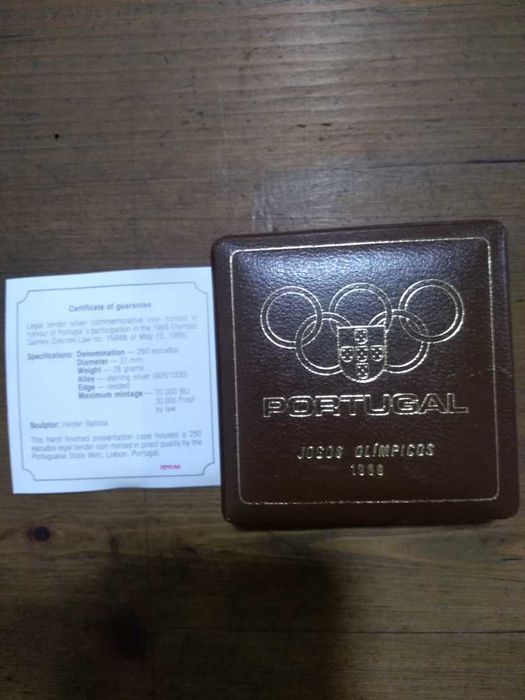 Certificate of guarantee
Legal tender silver commemorative coin minted in
honour of Portugal's participation in the 1988 Olympic
Games (Decree-Law no. 159/88 of May 13, 1988).
Specifications: Denomination — 250 escudos
Diameter — 37 mm
Weight — 28 grams
Alloy — sterling silver (925/1000)
Edge — reeded
Maximum mintage — 70 000 BU
30 000 Proof
by law
Sculptor: Helder Batista
This hand finished presentation case houses a 250
escudos legal tender coin minted in proof quality by the
Portuguese State Mint, Lisbon, Portugal.
PORTUGAL
JOGOS OLÍMPICOS
1988